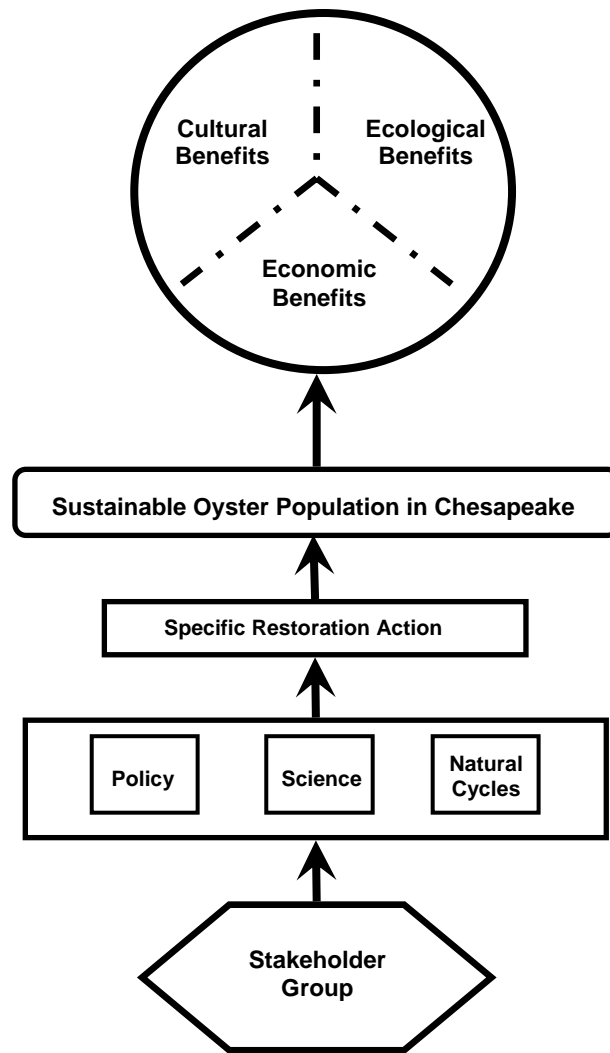 Cultural
Benefits
Ecological
Benefits
Economic
Benefits
Sustainable Oyster Population in Chesapeake
Specific Restoration Action
Policy
Science
Natural
Cycles
Stakeholder
Group